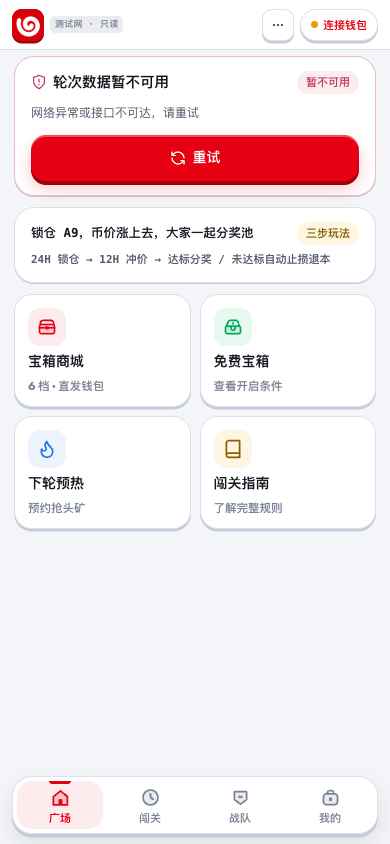 测试网 · 只读
···
连接钱包
轮次数据暂不可用
暂不可用
网络异常或接口不可达，请重试
重试
锁仓 A9，币价涨上去，大家一起分奖池
三步玩法
24H 锁仓 → 12H 冲价 → 达标分奖 / 未达标自动止损退本
宝箱商城
6 档 · 直发钱包
免费宝箱
查看开启条件
下轮预热
预约抢头矿
闯关指南
了解完整规则
广场
闯关
战队
我的